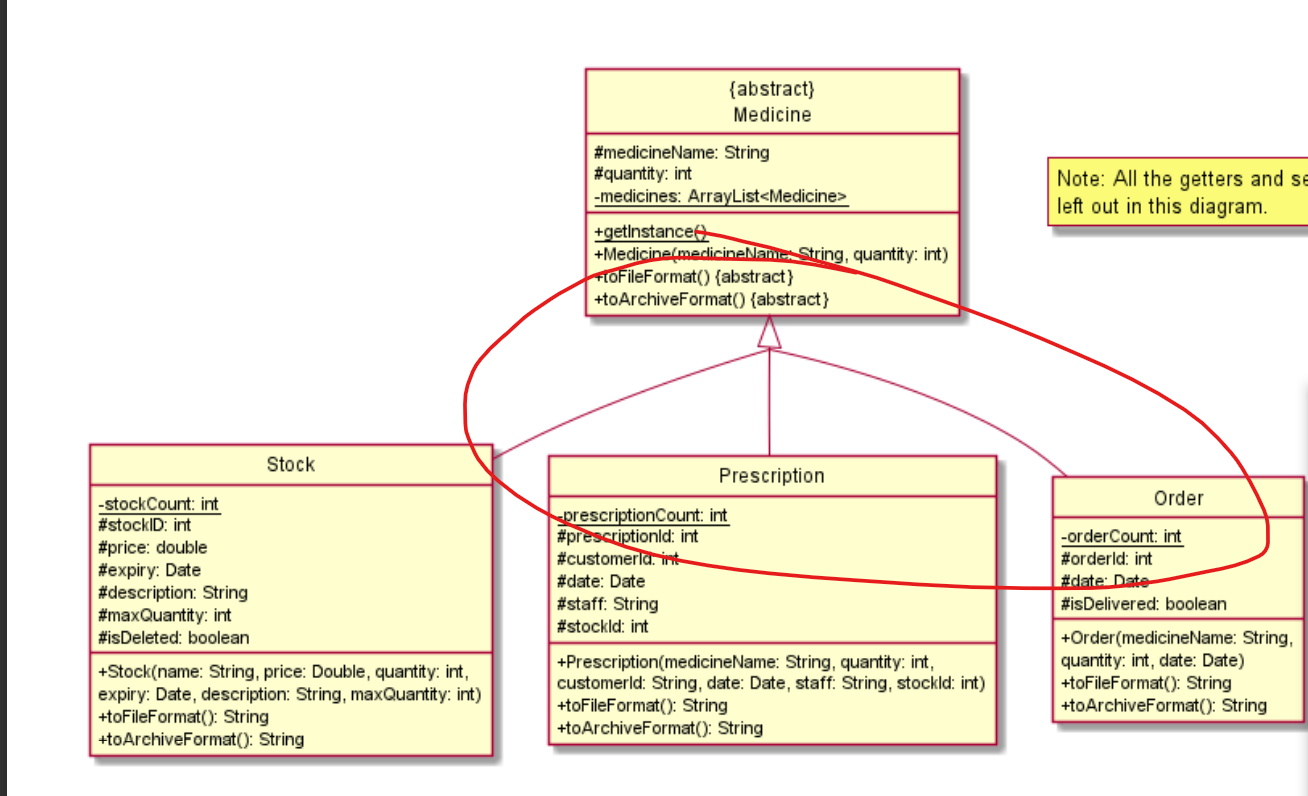 {abstract}
Medicine
#medicineName: String
#quantity: int
-medicines: ArrayList<Medicine>
+getInstance()
+Medicine(medicineName: String, quantity: int)
+toFileFormat() {abstract}
+toArchiveFormat() {abstract}
Note: All the getters and se
left out in this diagram.
Stock
-stockCount: int
#stockID: int
#price: double
#expiry: Date
#description: String
#maxQuantity: int
#isDeleted: boolean
+Stock(name: String, price: Double, quantity: int,
expiry: Date, description: String, maxQuantity: int)
+toFileFormat(): String
+toArchiveFormat(): String
Prescription
-prescriptionCount: int
#prescriptionId: int
#customerId: int
#date: Date
#staff: String
#stockId: int
+Prescription(medicineName: String, quantity: int,
customerId: String, date: Date, staff: String, stockId: int)
+toFileFormat(): String
+toArchiveFormat(): String
Order
-orderCount: int
#orderId: int
#date: Date
#isDelivered: boolean
+Order(medicineName: String,
quantity: int, date: Date)
+toFileFormat(): String
+toArchiveFormat(): String